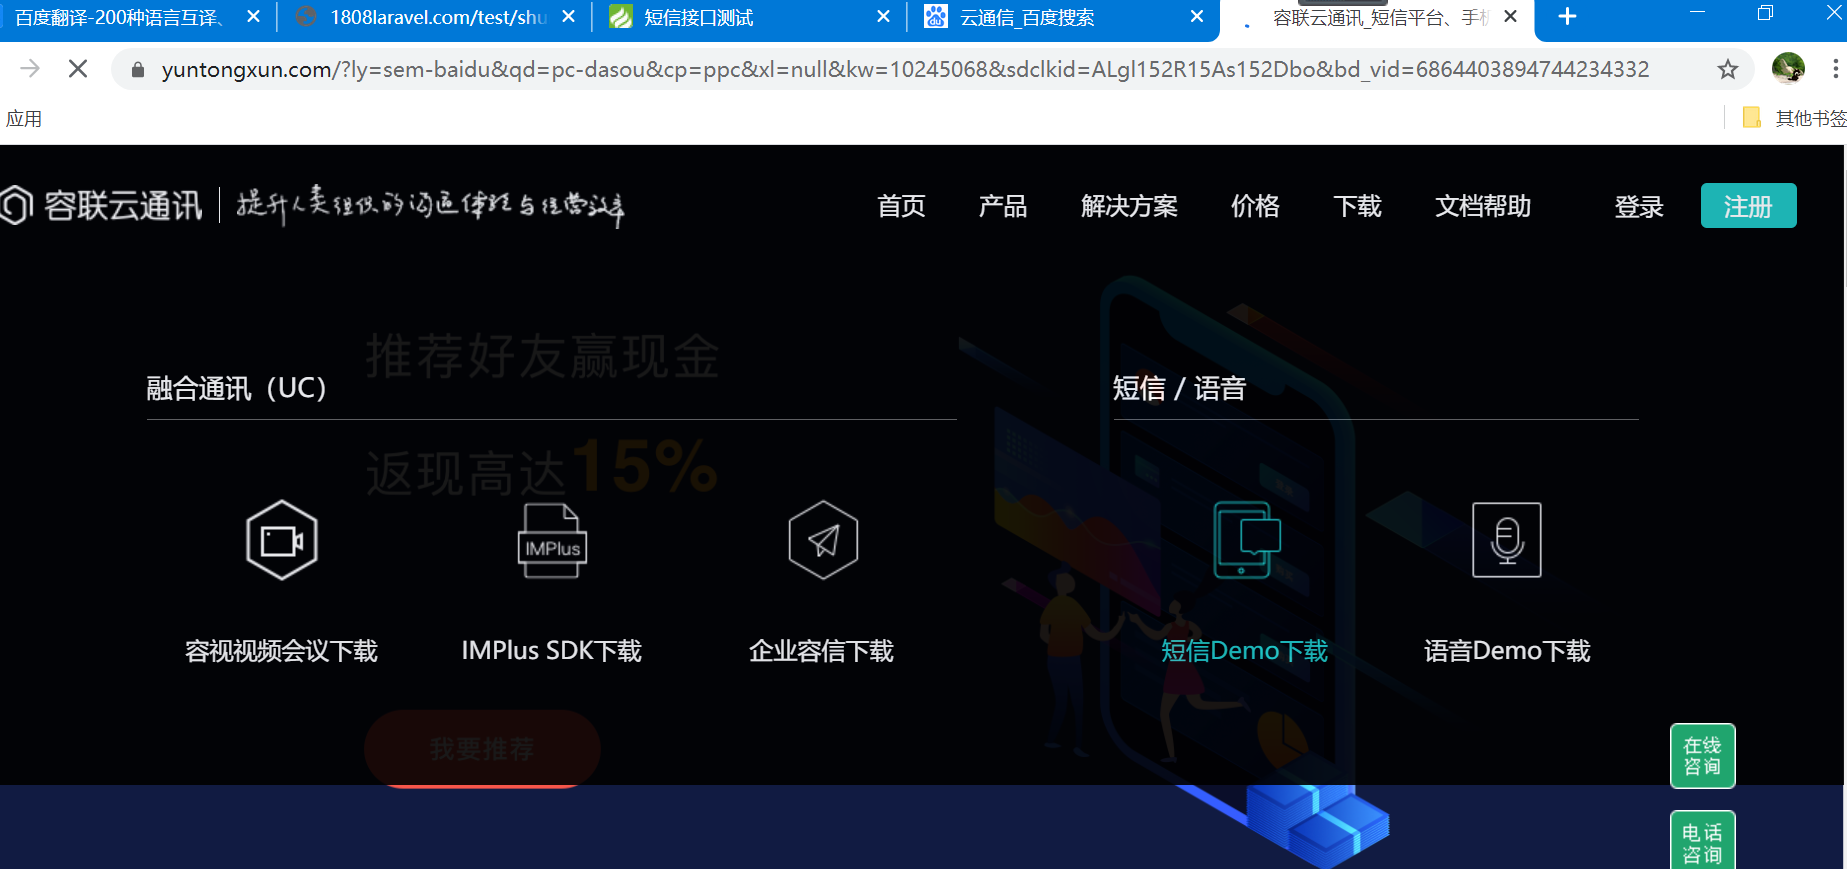 百度翻译-200种语言互译、
1808laravel.com/test/shu
短信接口测试
云通信_百度搜索
容联云通讯_短信平台、手机
yuntongxun.com/?ly=sem-baidu&qd=pc-dasou&cp=ppc&xl=null&kw=10245068&sdclkid=ALgl152R15As152Dbo&bd_vid=6864403894744234332
应用
其他书签
容联云通讯
提升人类组织的沟通体验与经营效率
首页
产品
解决方案
价格
下载
文档帮助
登录
注册
推荐好友赢现金
融合通讯（UC）
短信 / 语音
返现高达15%
IMPlus
容视视频会议下载
IMPlus SDK下载
企业容信下载
短信Demo下载
语音Demo下载
我要推荐
在线
咨询
电话
咨询